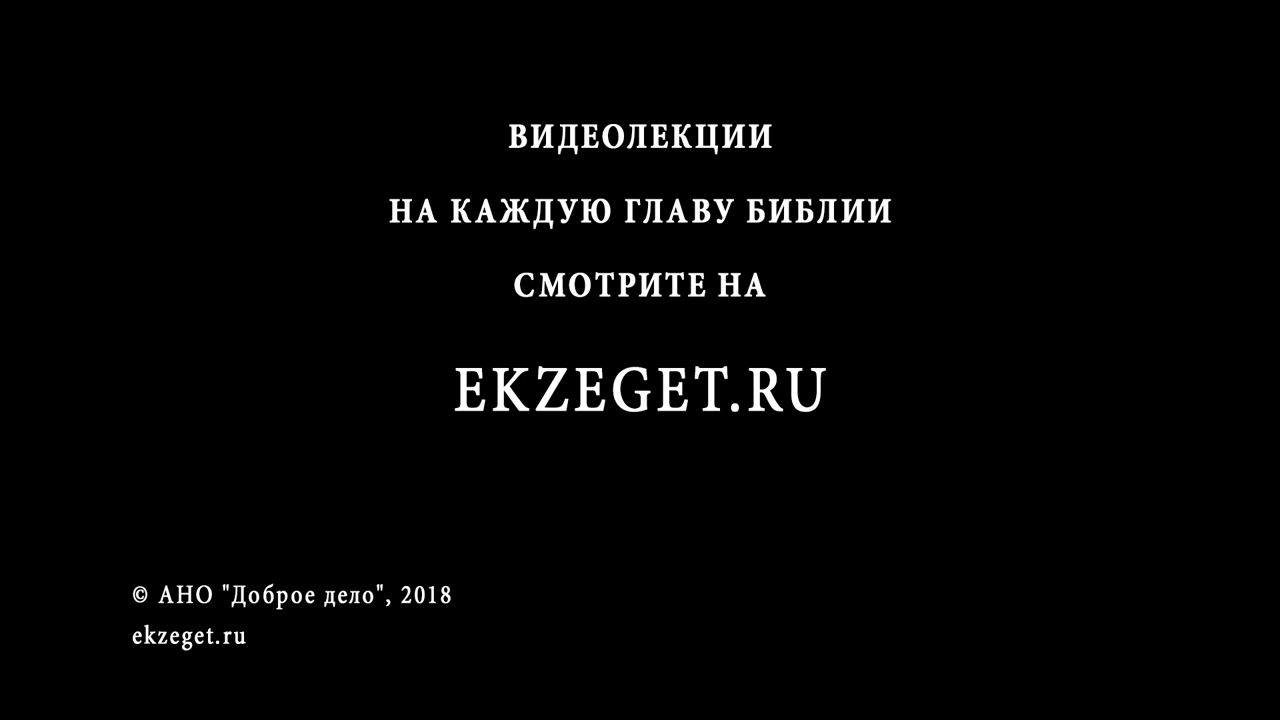 ВИДЕОЛЕКЦИИ
НА КАЖДУЮ ГЛАВУ БИБЛИИ
СМОТРИТЕ НА
EKZEGET.RU
© АНО "Доброе дело", 2018
ekzeget.ru